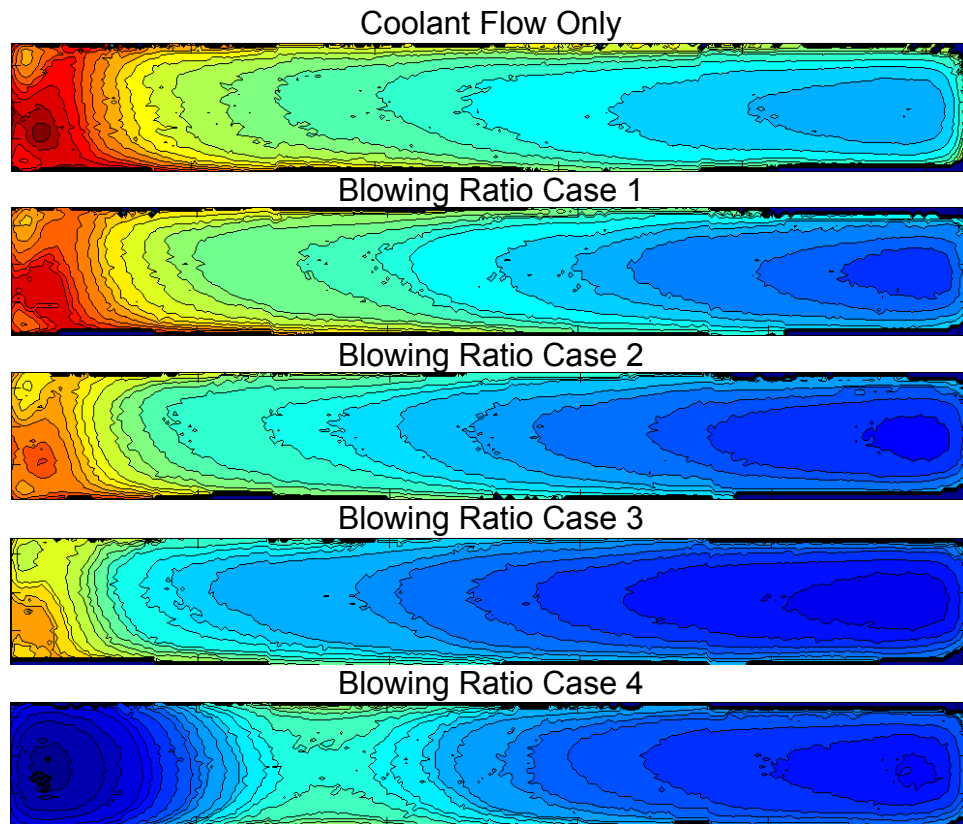 Coolant Flow Only
Blowing Ratio Case 1
Blowing Ratio Case 2
Blowing Ratio Case 3
Blowing Ratio Case 4